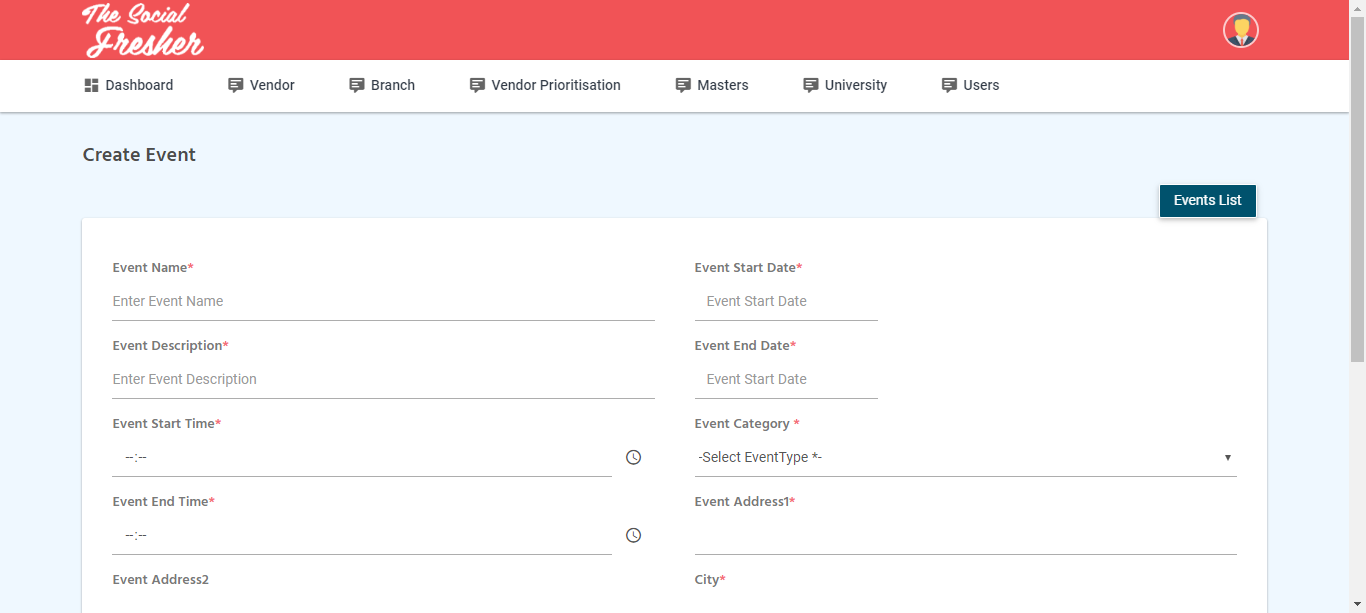 The Social
Fresher
Dashboard Vendor Branch Vendor Prioritisation Masters University Users
Create Event
Events List
Event Name* Event Start Date*
Enter Event Name Event Start Date
Event Description* Event End Date*
Enter Event Description Event Start Date
Event Start Time* Event Category *
--:-- -Select EventType *-
Event End Time* Event Address1*
--:--
Event Address2 City*